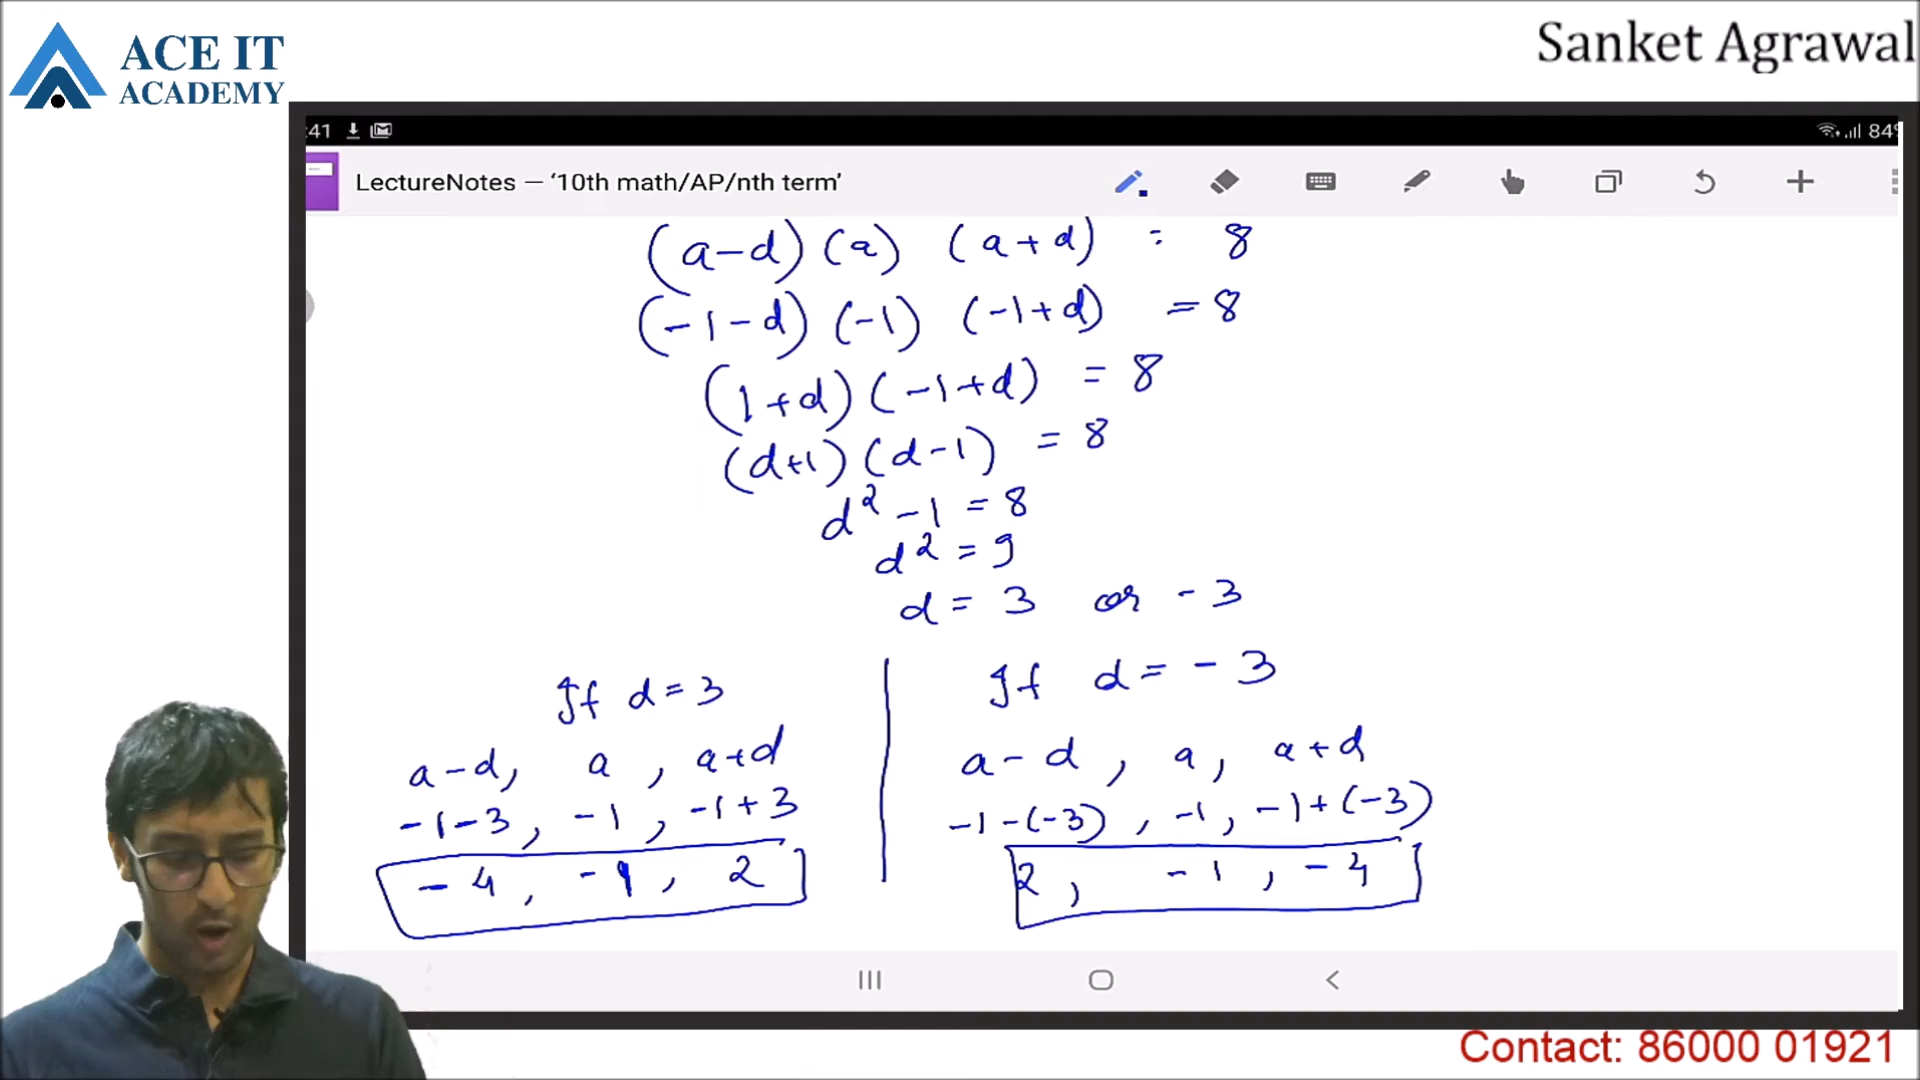 ACE IT
ACADEMY
Sanket Agrawal
:41 84%
LectureNotes — ‘10th math/AP/nth term’
(a-d) (a) (a+d) = 8
(-1-d) (-1) (-1+d) = 8
(1+d) (-1+d) = 8
(d+1) (d-1) = 8
d² -1 = 8
d² = 9
d = 3 or -3
If d=3
a-d, a, a+d
-1-3, -1, -1+3
-4, -1, 2
If d = -3
a-d, a, a+d
-1-(-3), -1, -1+(-3)
2, -1, -4
Contact: 86000 01921